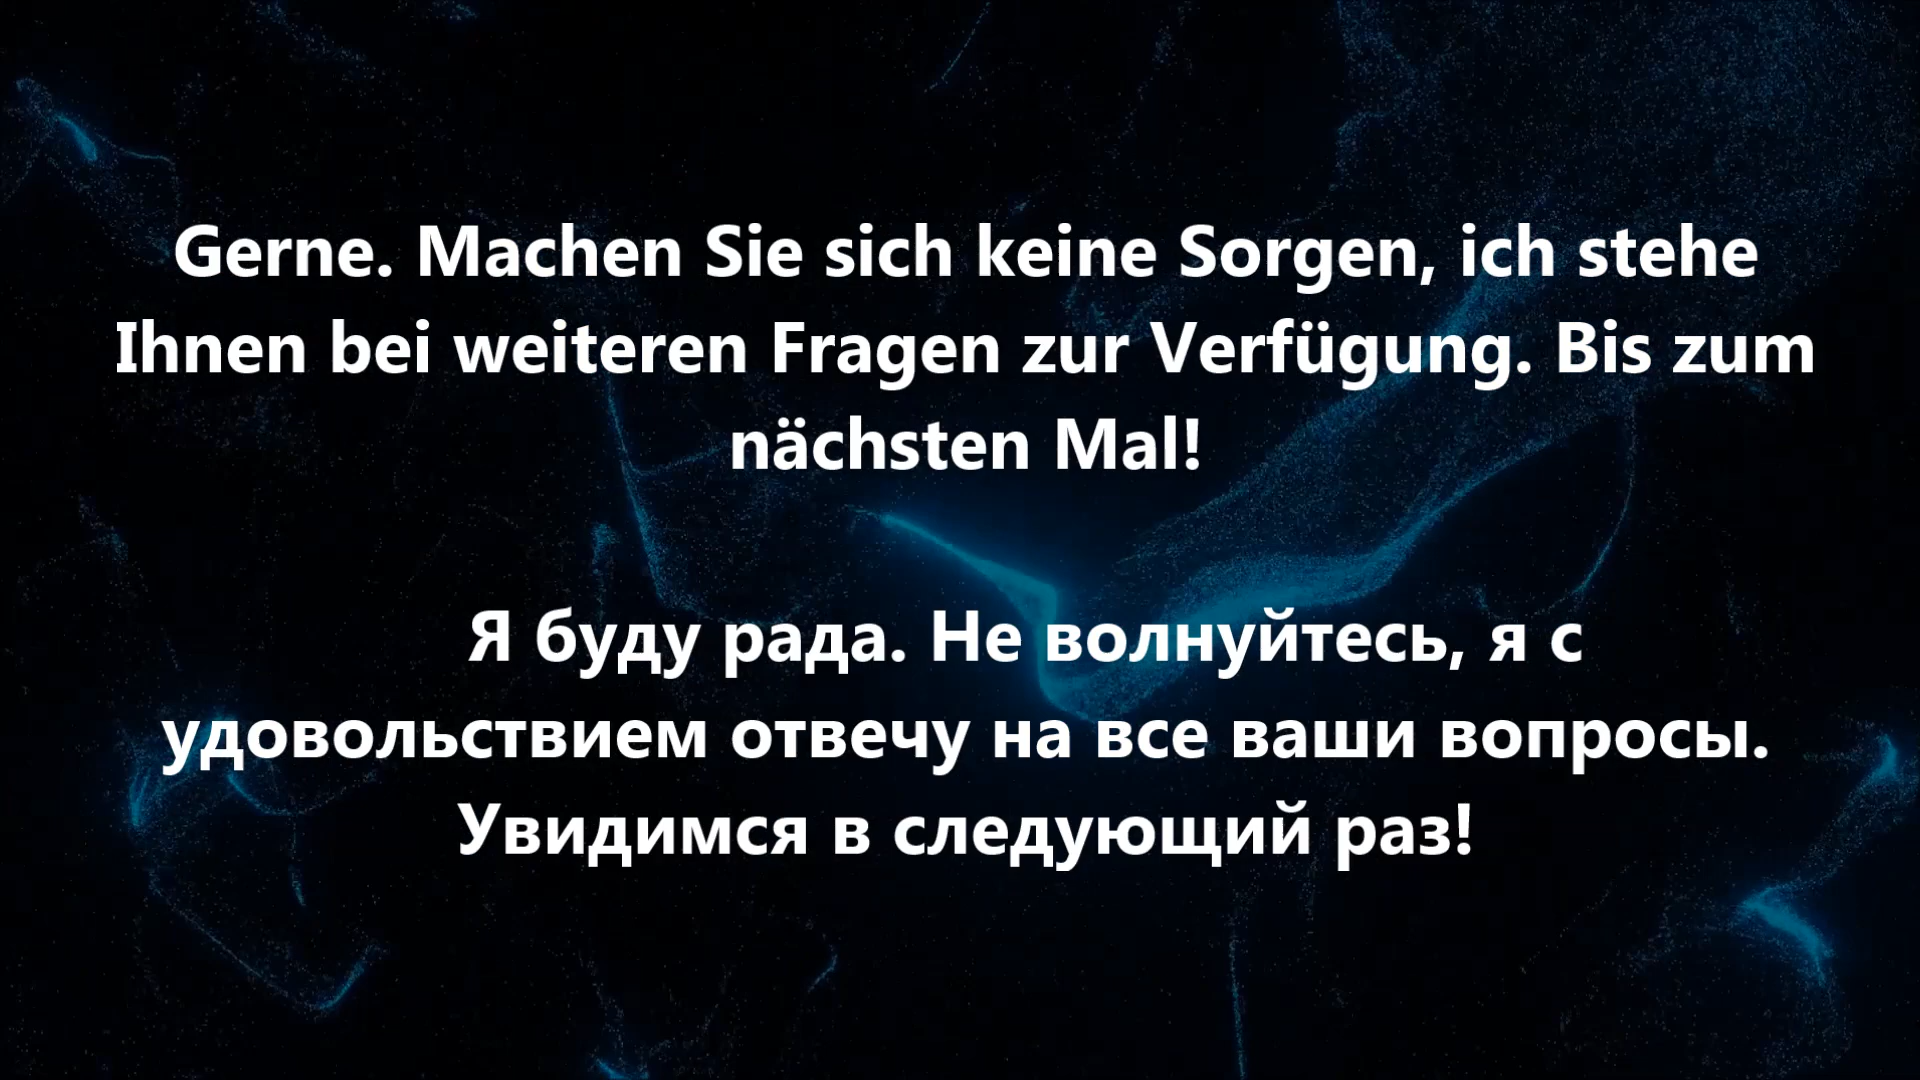 Gerne. Machen Sie sich keine Sorgen, ich stehe
Ihnen bei weiteren Fragen zur Verfügung. Bis zum
nächsten Mal!
Я буду рада. Не волнуйтесь, я с
удовольствием отвечу на все ваши вопросы.
Увидимся в следующий раз!